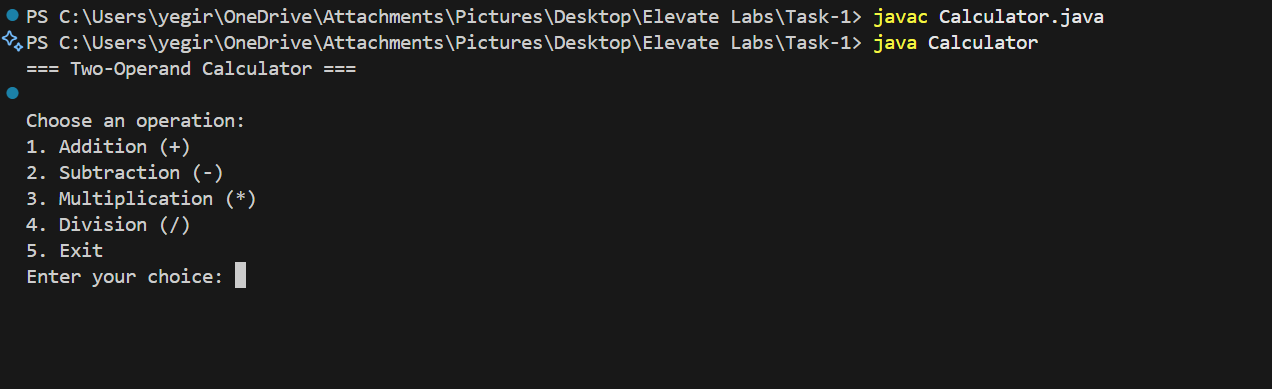 PS C:\Users\yegir\OneDrive\Attachments\Pictures\Desktop\Elevate Labs\Task-1> javac Calculator.java
PS C:\Users\yegir\OneDrive\Attachments\Pictures\Desktop\Elevate Labs\Task-1> java Calculator
=== Two-Operand Calculator ===
Choose an operation:
1. Addition (+)
2. Subtraction (-)
3. Multiplication (*)
4. Division (/)
5. Exit
Enter your choice: